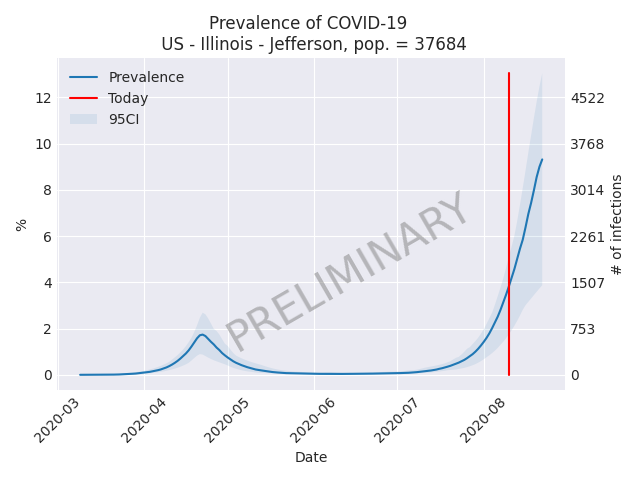 Prevalence of COVID-19
US - Illinois - Jefferson, pop. = 37684
Prevalence
Today
95CI
12
10
8
6
4
2
0
%
4522
3768
3014
2261
1507
753
0
# of infections
PRELIMINARY
2020-03
2020-04
2020-05
2020-06
2020-07
2020-08
Date